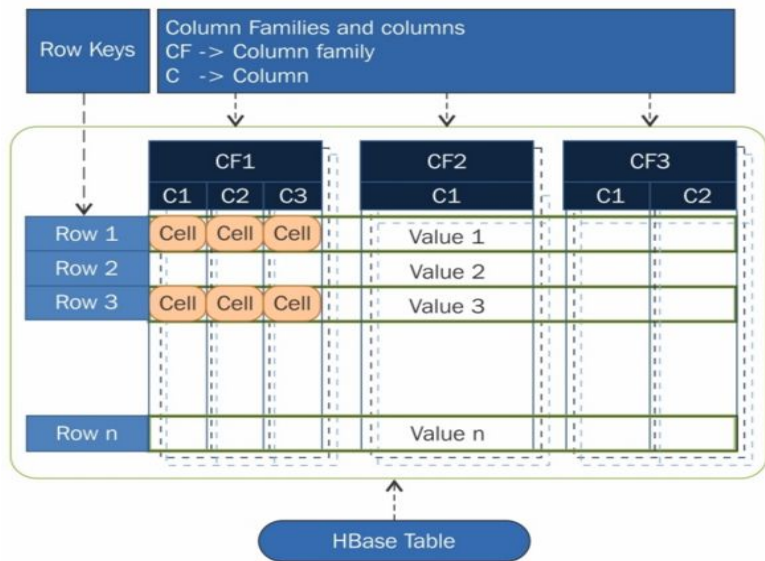 Row Keys
Column Families and columns
CF -> Column family
C -> Column
CF1 CF2 CF3
C1 C2 C3 C1 C1 C2
Row 1 Cell Cell Cell Value 1
Row 2 Value 2
Row 3 Cell Cell Cell Value 3
Row n Value n
HBase Table